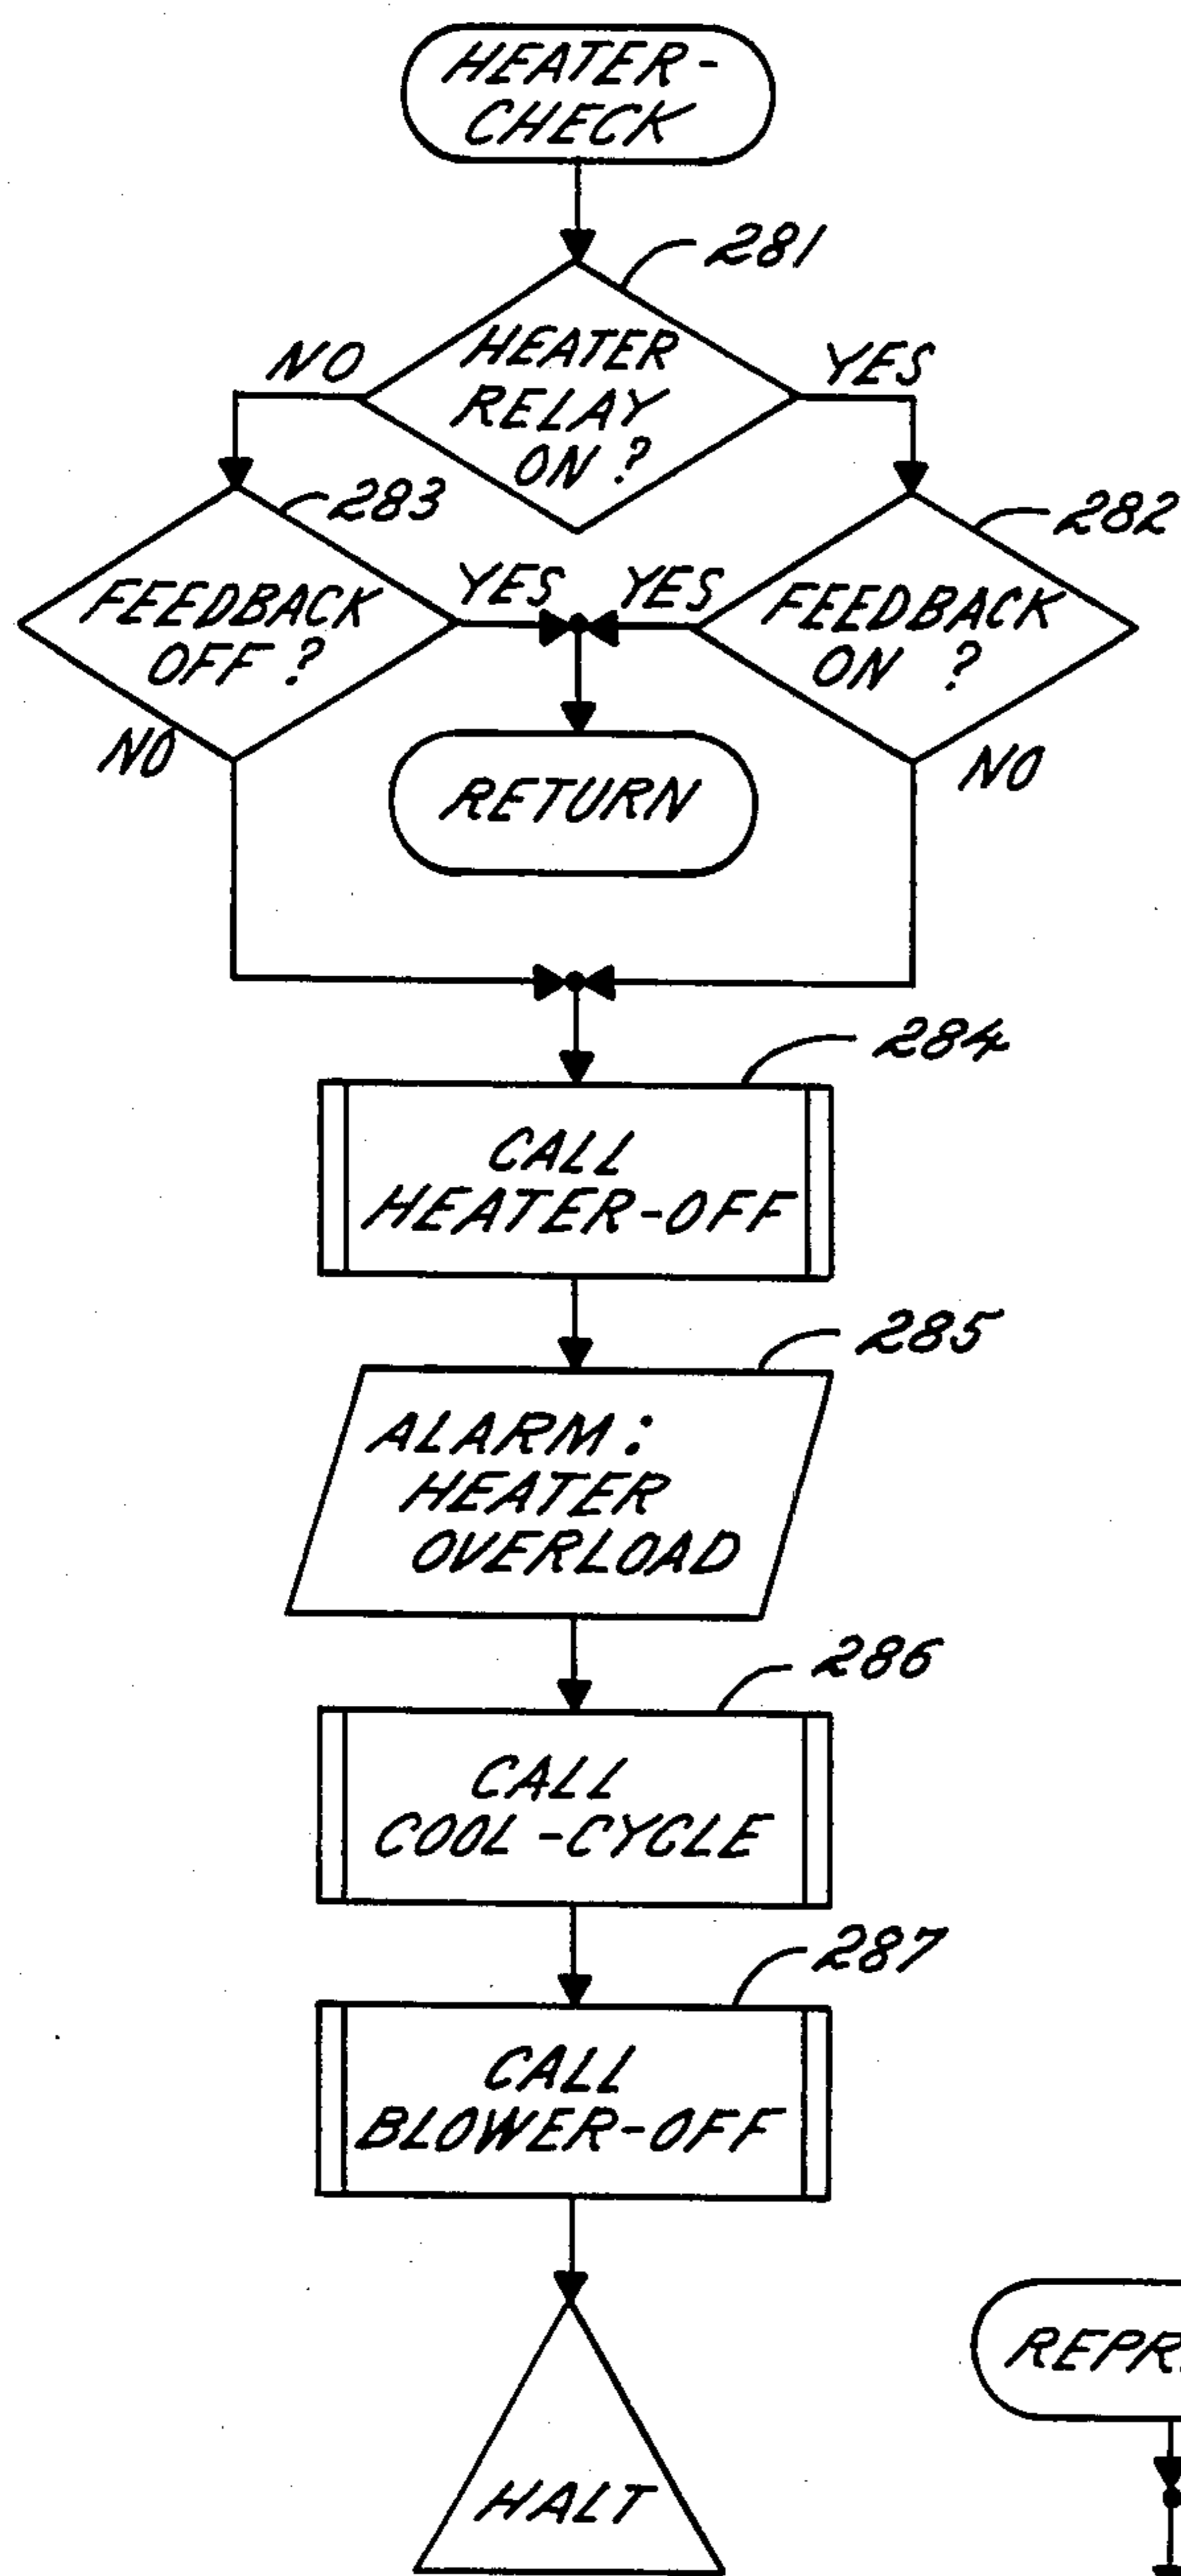 HEATER-
CHECK
281
NO
HEATER
RELAY
ON ?
YES
283
282
FEEDBACK
OFF ?
YES
YES
FEEDBACK
ON ?
NO
NO
RETURN
284
CALL
HEATER-OFF
285
ALARM :
HEATER
OVERLOAD
286
CALL
COOL-CYCLE
287
CALL
BLOWER-OFF
HALT